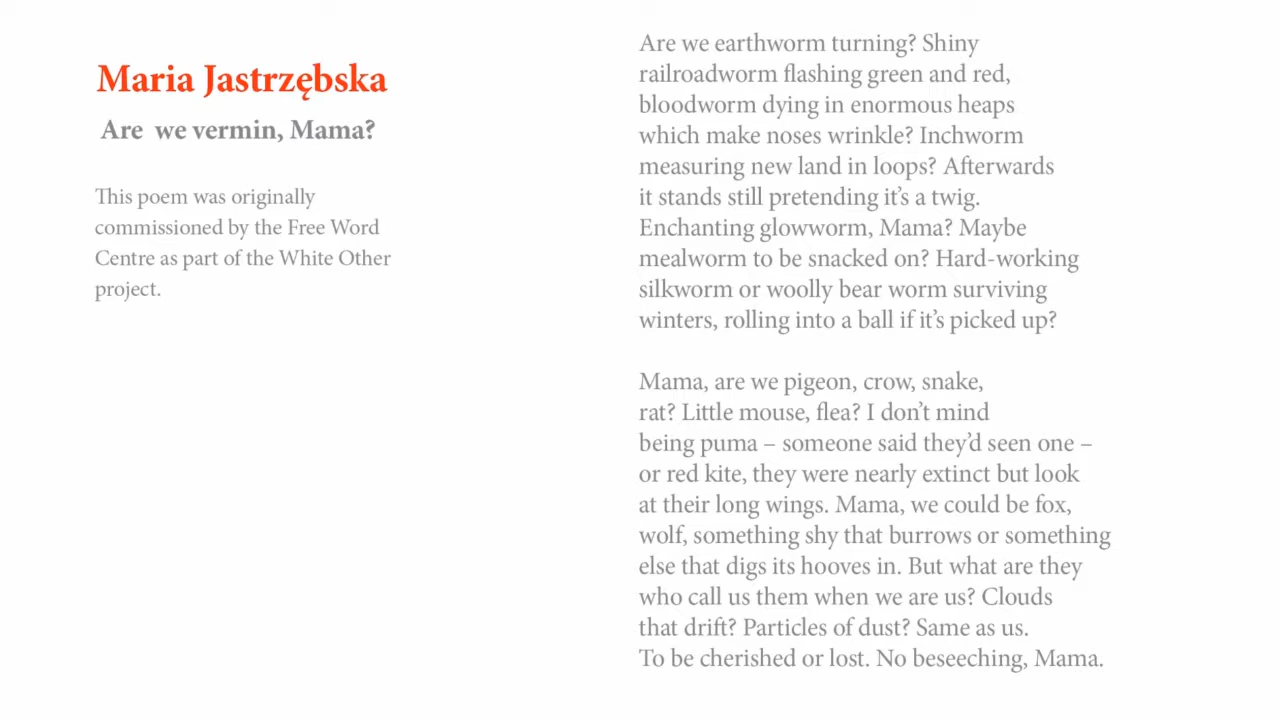 Maria Jastrzębska
Are we vermin, Mama?
This poem was originally
commissioned by the Free Word
Centre as part of the White Other
project.
Are we earthworm turning? Shiny
railroadworm flashing green and red,
bloodworm dying in enormous heaps
which make noses wrinkle? Inchworm
measuring new land in loops? Afterwards
it stands still pretending it’s a twig.
Enchanting glowworm, Mama? Maybe
mealworm to be snacked on? Hard-working
silkworm or woolly bear worm surviving
winters, rolling into a ball if it’s picked up?
Mama, are we pigeon, crow, snake,
rat? Little mouse, flea? I don’t mind
being puma – someone said they’d seen one –
or red kite, they were nearly extinct but look
at their long wings. Mama, we could be fox,
wolf, something shy that burrows or something
else that digs its hooves in. But what are they
who call us them when we are us? Clouds
that drift? Particles of dust? Same as us.
To be cherished or lost. No beseeching, Mama.